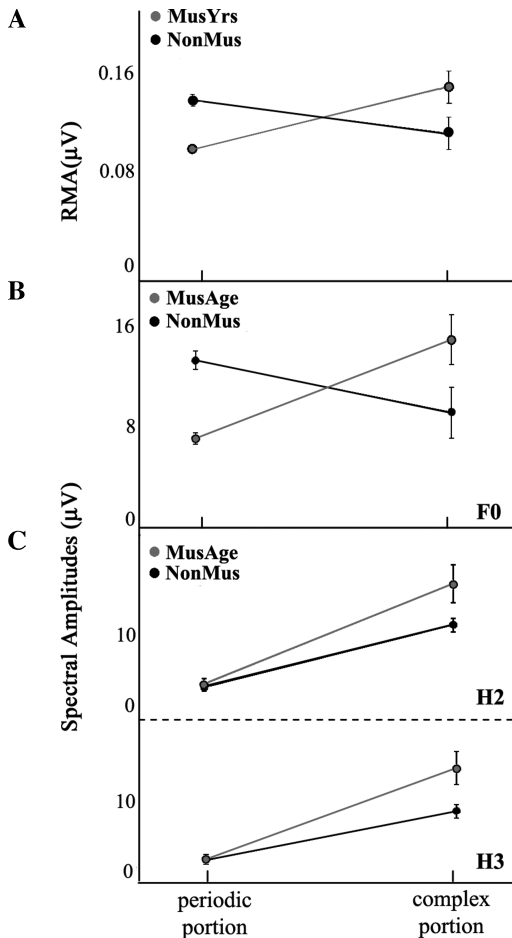 A
MusYrs
NonMus
0.16
0.08
0
RMA(µV)
B
MusAge
NonMus
16
8
0
F0
C
MusAge
NonMus
10
0
H2
10
0
H3
Spectral Amplitudes (µV)
periodic
portion
complex
portion